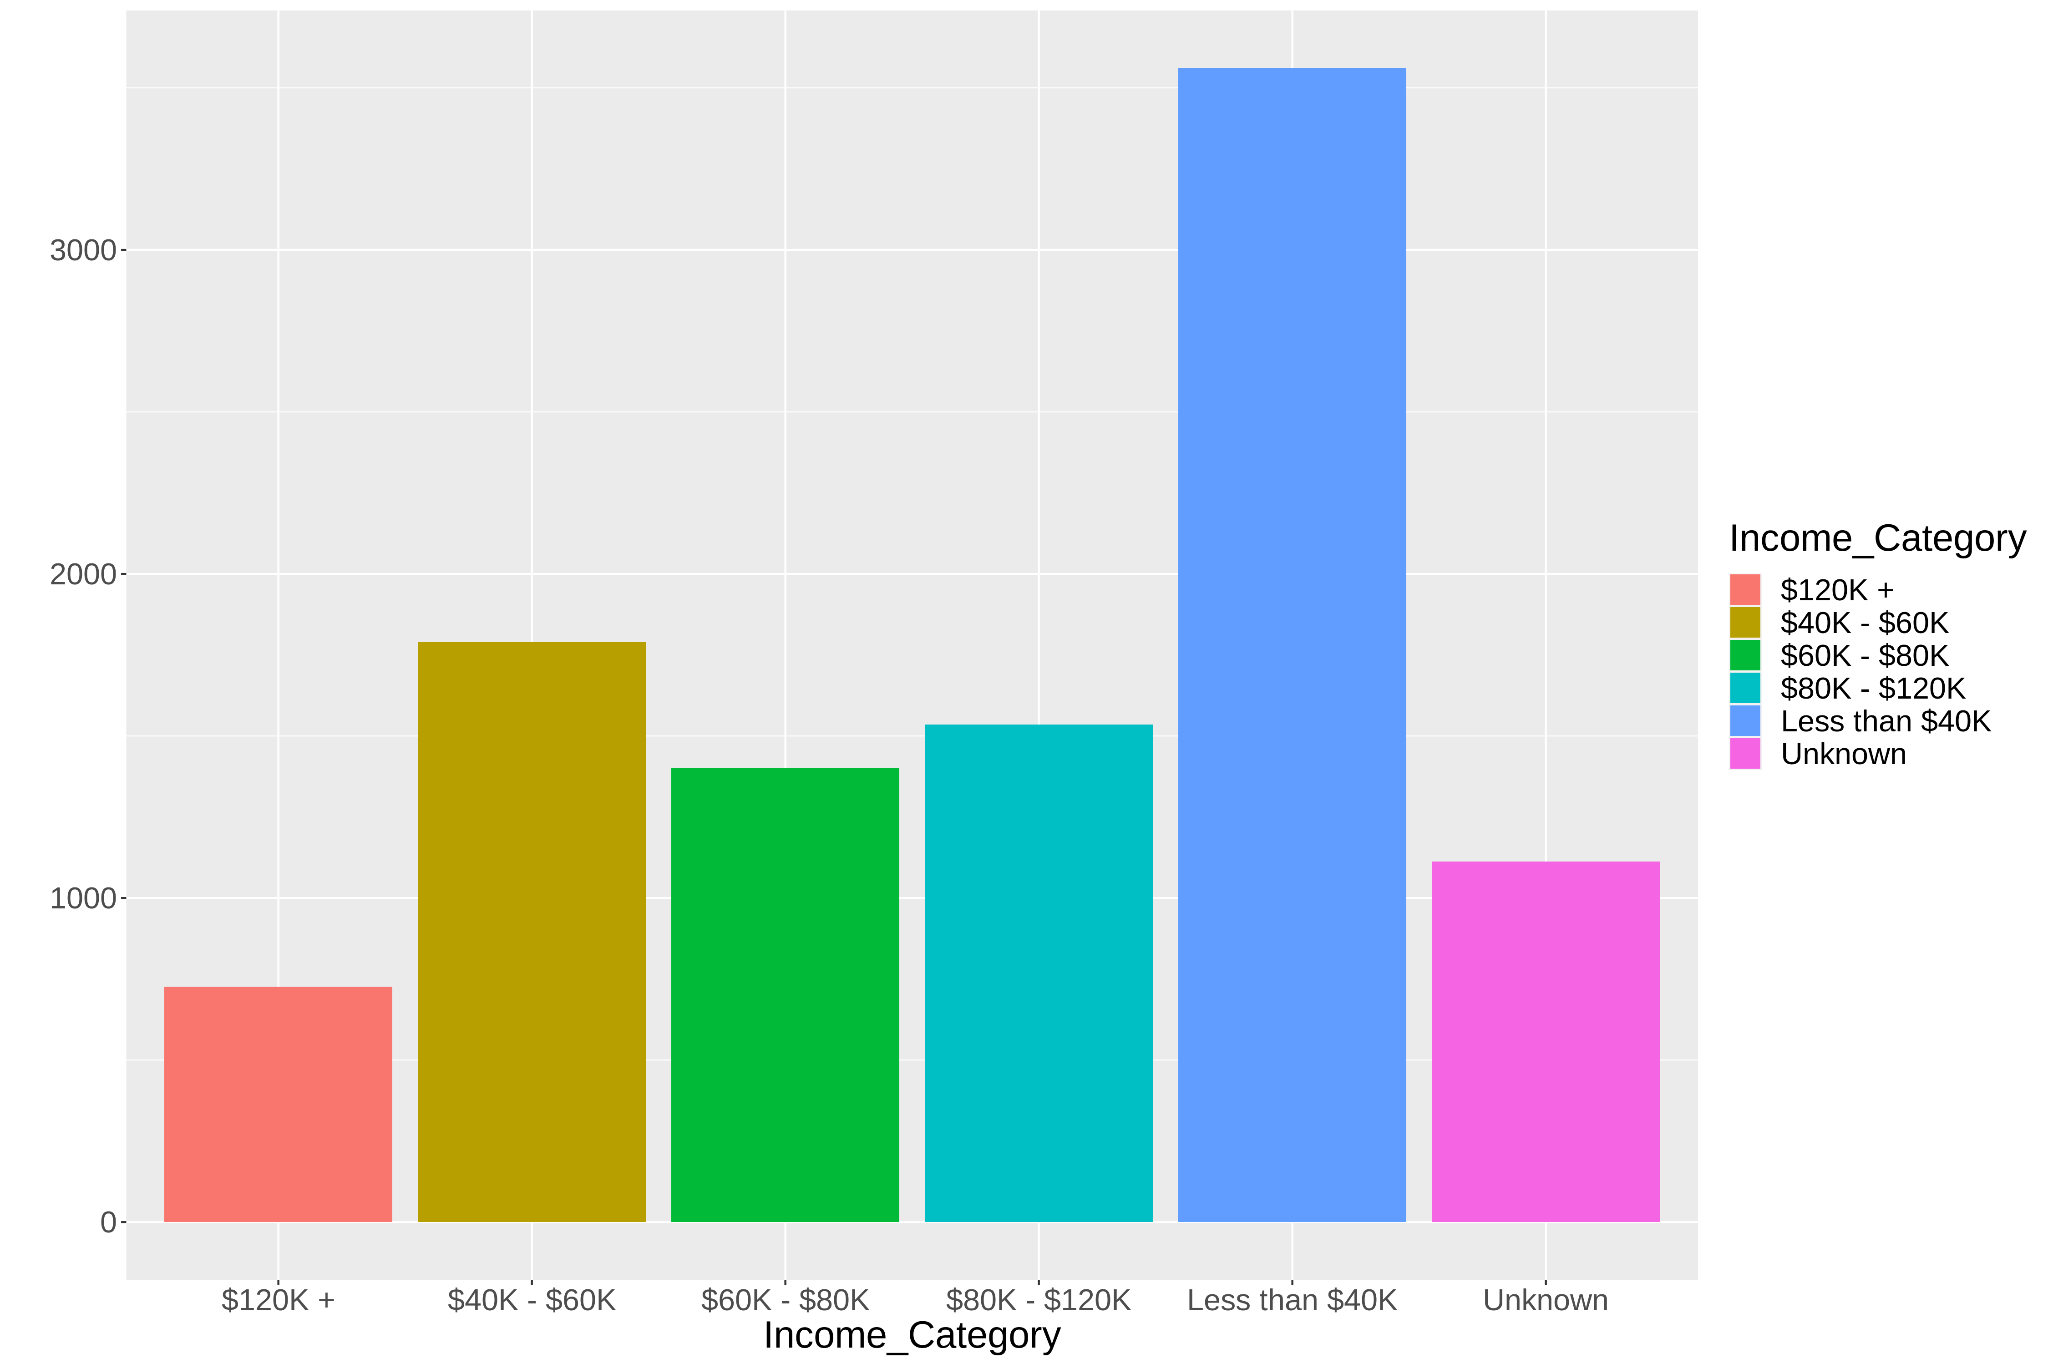 3000
2000
1000
0
$120K +
$40K - $60K
$60K - $80K
$80K - $120K
Less than $40K
Unknown
Income_Category
Income_Category
$120K +
$40K - $60K
$60K - $80K
$80K - $120K
Less than $40K
Unknown